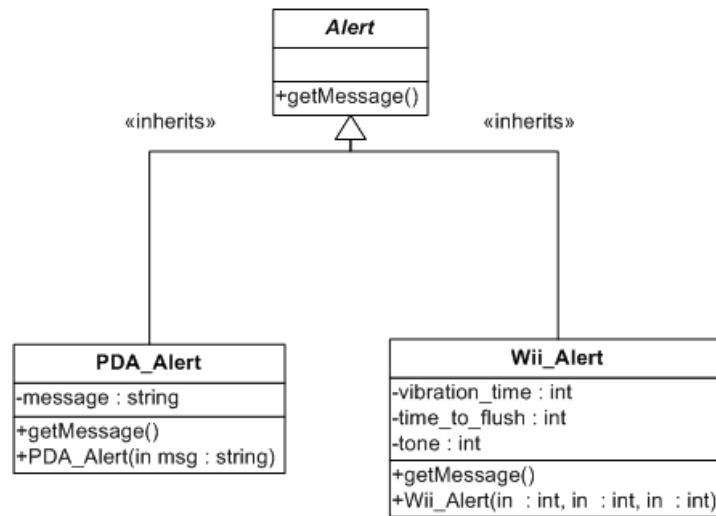 Alert
+getMessage()
«inherits»
«inherits»
PDA_Alert
-message : string
+getMessage()
+PDA_Alert(in msg : string)
Wii_Alert
-vibration_time : int
-time_to_flush : int
-tone : int
+getMessage()
+Wii_Alert(in  : int, in  : int, in  : int)